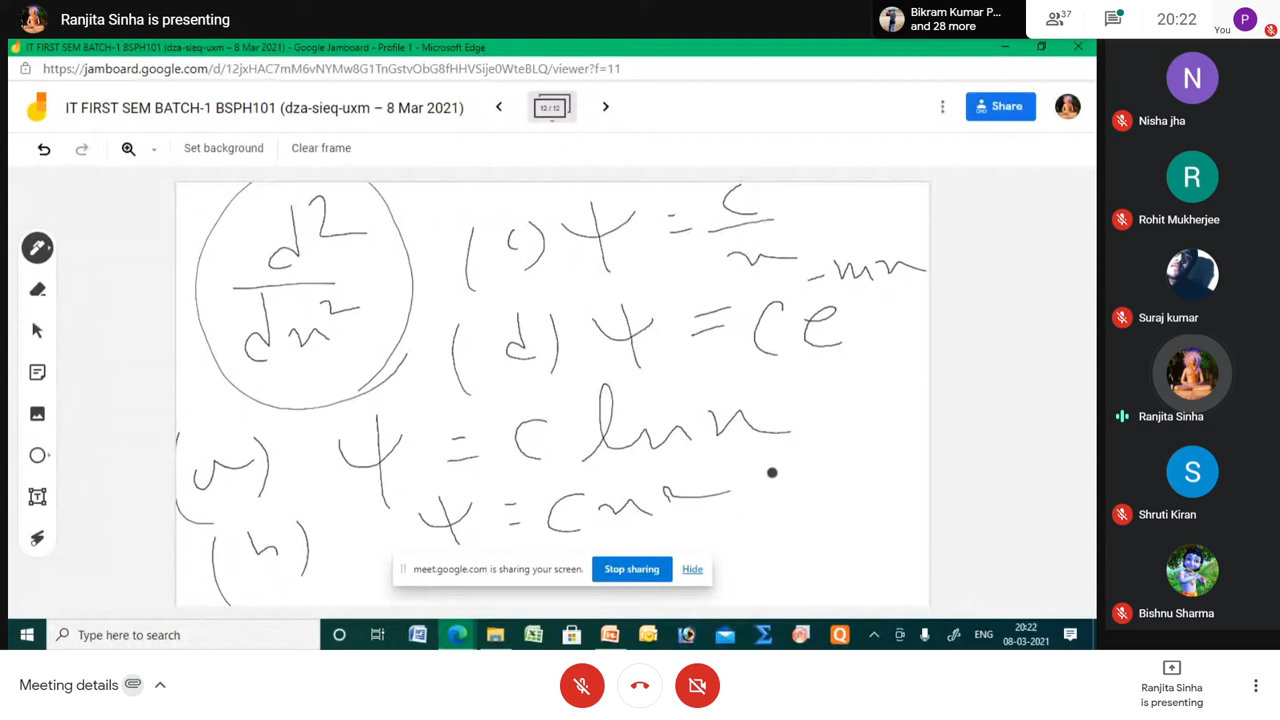 Ranjita Sinha is presenting
Bikram Kumar P...
and 28 more
37
20:22
You
P
IT FIRST SEM BATCH-1 BSPH101 (dza-sieq-uxm – 8 Mar 2021) - Google Jamboard - Profile 1 - Microsoft Edge
https://jamboard.google.com/d/12jxHAC7mM6vNYMw8G1TnGstvObG8fHHVSije0WteBLQ/viewer?f=11
IT FIRST SEM BATCH-1 BSPH101 (dza-sieq-uxm – 8 Mar 2021)
12/12
Share
Set background
Clear frame
d²
dx²
(c) ψ = c/x
(d) ψ = Ce^-mx
ψ = c ln x
ψ = Cx²
meet.google.com is sharing your screen.
Stop sharing
Hide
N
Nisha jha
R
Rohit Mukherjee
Suraj kumar
Ranjita Sinha
S
Shruti Kiran
Bishnu Sharma
Type here to search
ENG
20:22
08-03-2021
Meeting details
Ranjita Sinha
is presenting